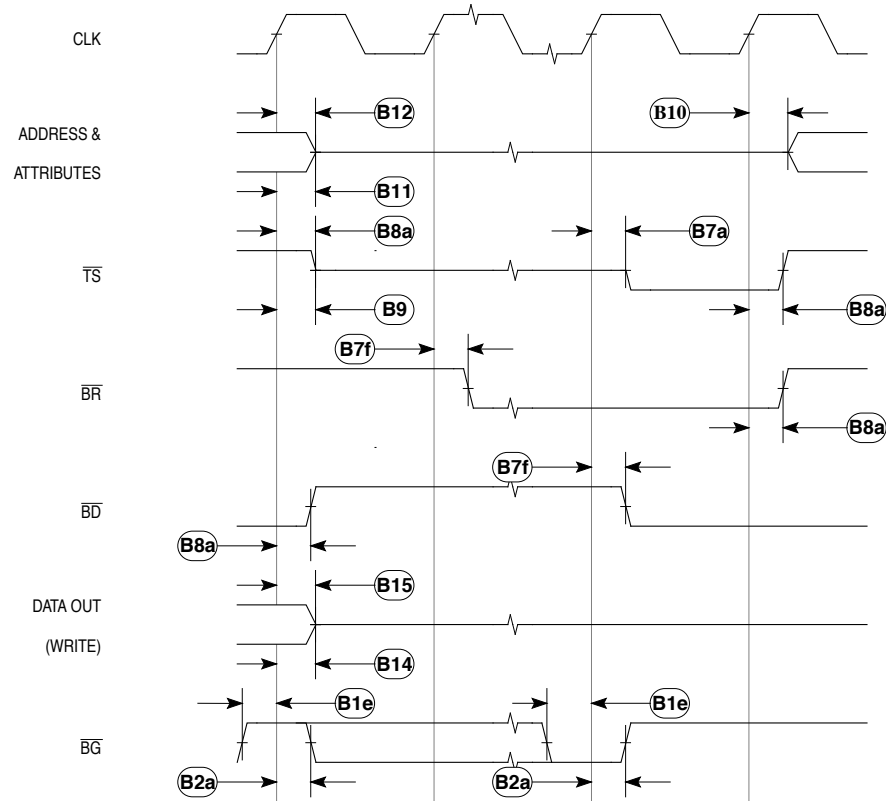 CLK
B12
B10
ADDRESS &
ATTRIBUTES
B11
B8a
B7a
TS
B9
B8a
B7f
BR
B8a
B7f
BD
B8a
B15
DATA OUT
(WRITE)
B14
B1e
B1e
BG
B2a
B2a